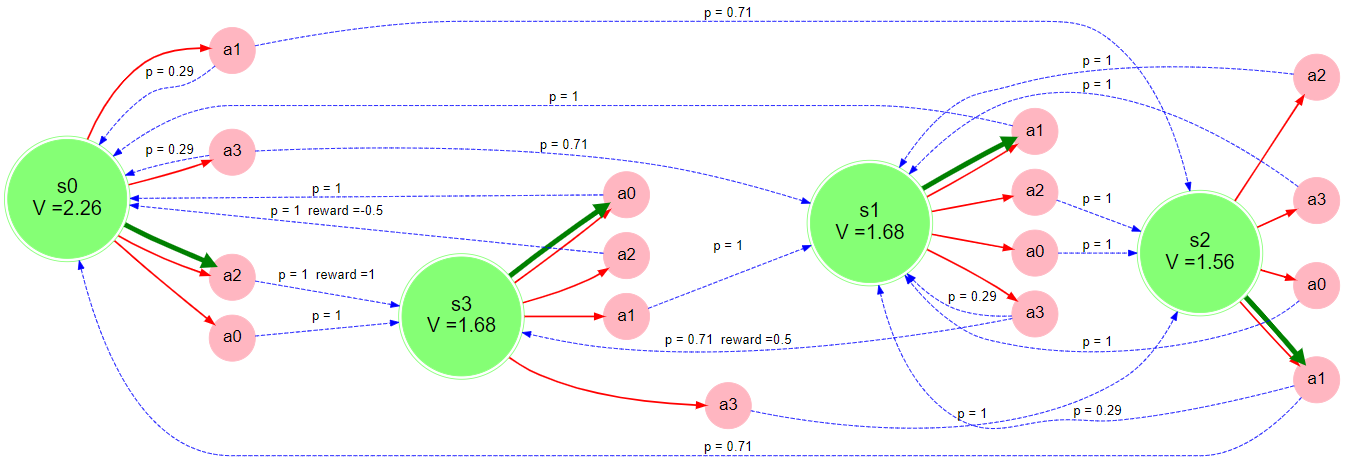 p = 0.71
a1
p = 0.29
s0
V =2.26
a3
p = 0.29
p = 0.71
a2
p = 1 reward =1
a0
p = 1
p = 1
p = 1
a0
p = 1 reward =-0.5
a2
s3
V =1.68
a1
p = 1
a3
p = 1
s1
V =1.68
a1
a2
p = 1
a0
p = 1
p = 0.29
a3
p = 0.71 reward =0.5
s2
V =1.56
p = 1
a2
p = 1
a3
a0
p = 1
a1
p = 0.29
p = 0.71